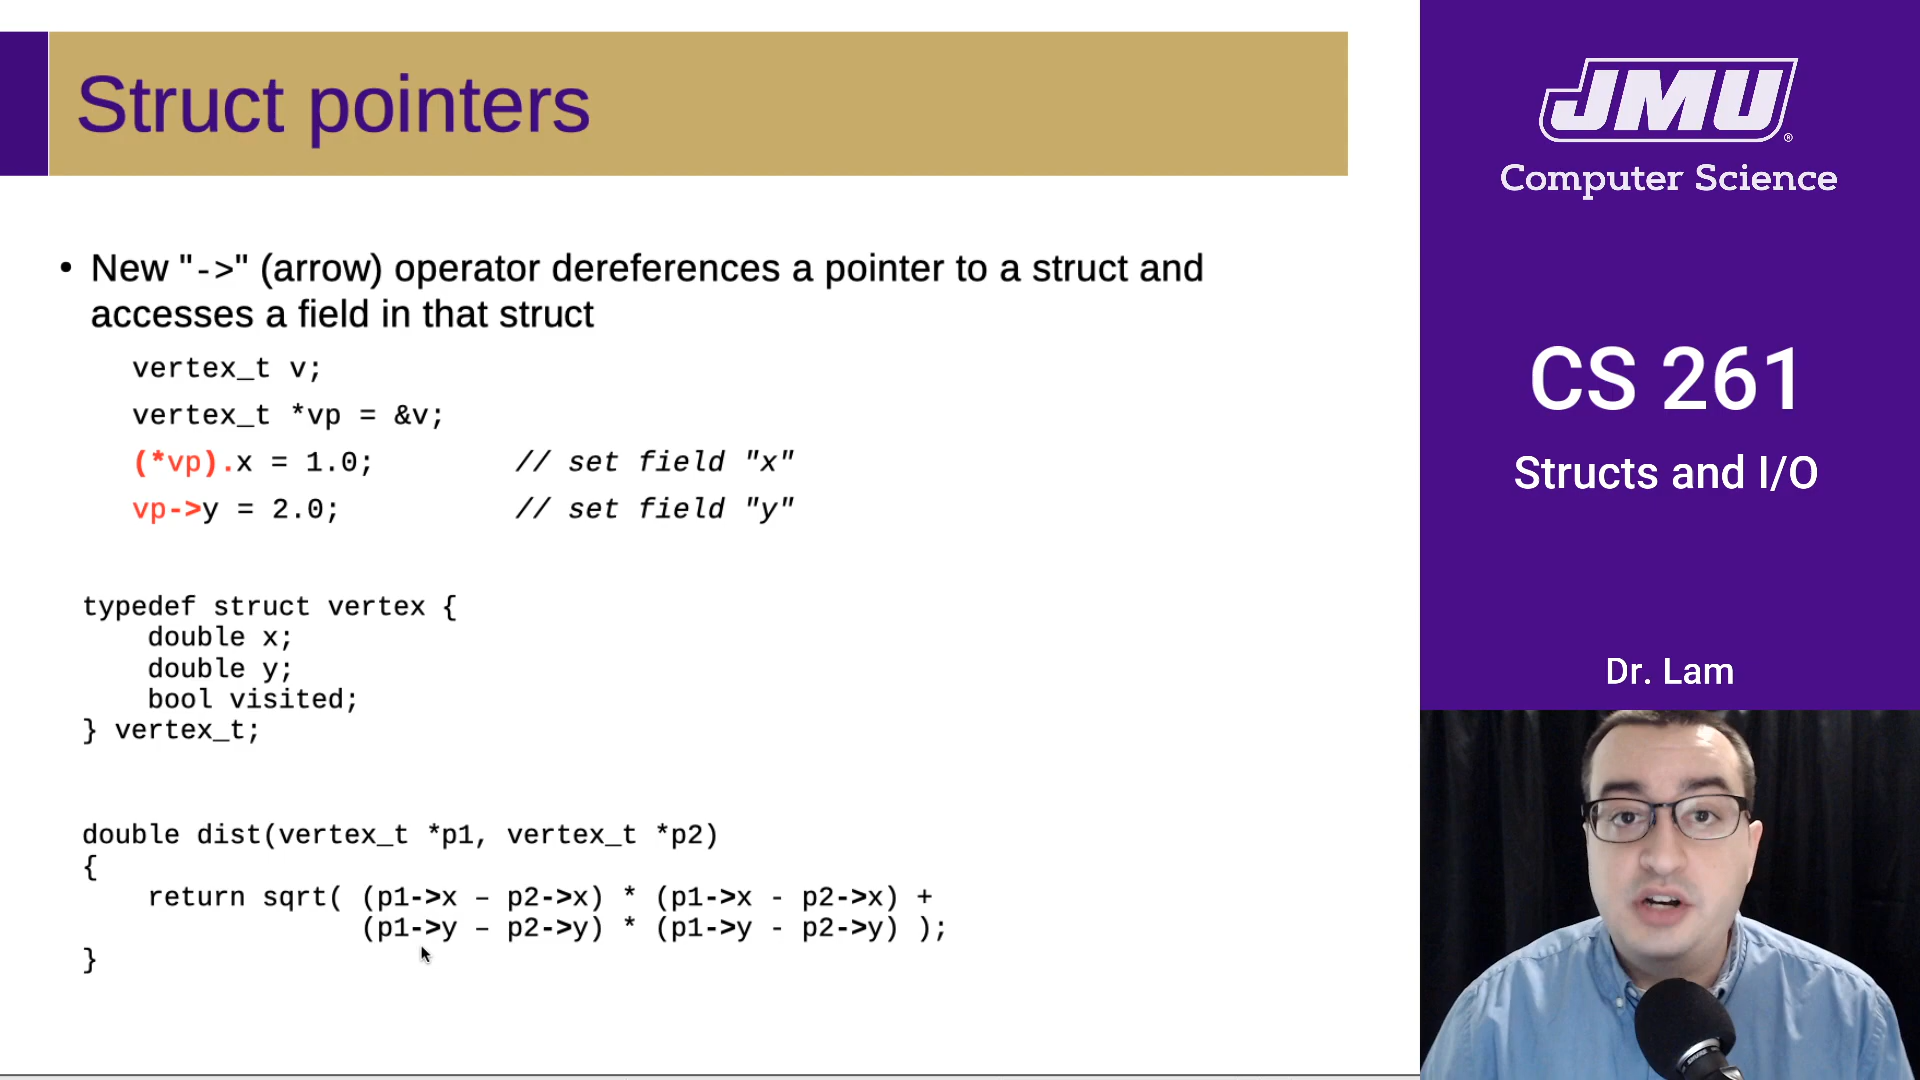 Struct pointers
• New "->" (arrow) operator dereferences a pointer to a struct and
accesses a field in that struct
vertex_t v;
vertex_t *vp = &v;
(*vp).x = 1.0; // set field "x"
vp->y = 2.0; // set field "y"
typedef struct vertex {
double x;
double y;
bool visited;
} vertex_t;
double dist(vertex_t *p1, vertex_t *p2)
{
return sqrt( (p1->x – p2->x) * (p1->x - p2->x) +
(p1->y – p2->y) * (p1->y - p2->y) );
}
JMU®
Computer Science
CS 261
Structs and I/O
Dr. Lam